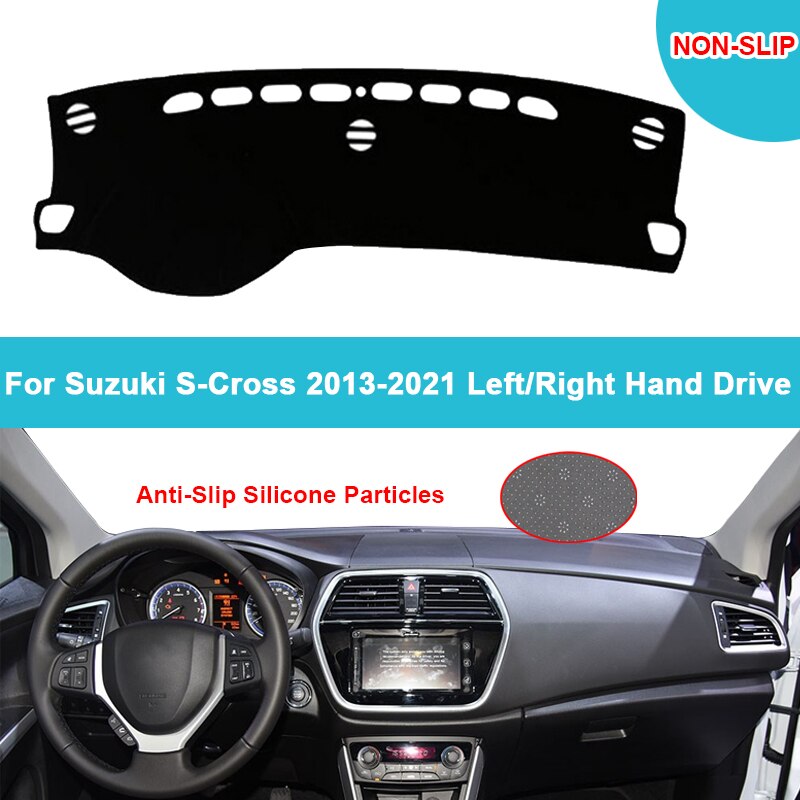 NON-SLIP
For Suzuki S-Cross 2013-2021 Left/Right Hand Drive
Anti-Slip Silicone Particles